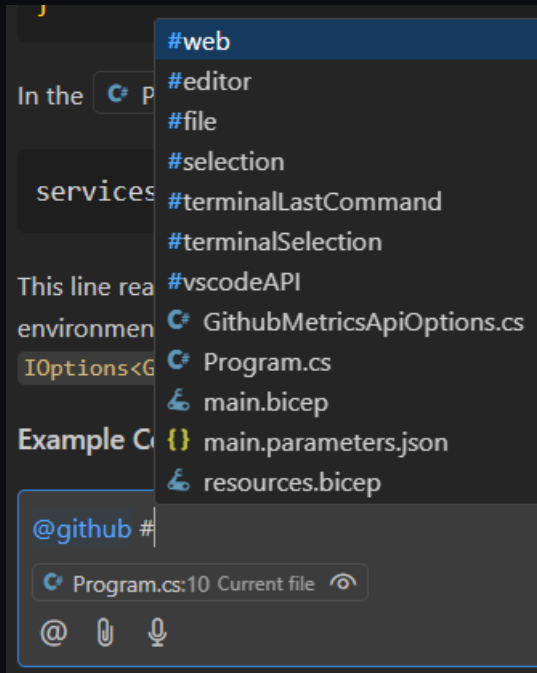 #web
#editor
In the C# P
#file
#selection
services
#terminalLastCommand
#terminalSelection
This line rea
#vscodeAPI
environmen
C# GithubMetricsApiOptions.cs
IOptions<G
C# Program.cs
main.bicep
Example Co
{} main.parameters.json
resources.bicep
@github #
C# Program.cs:10 Current file
@